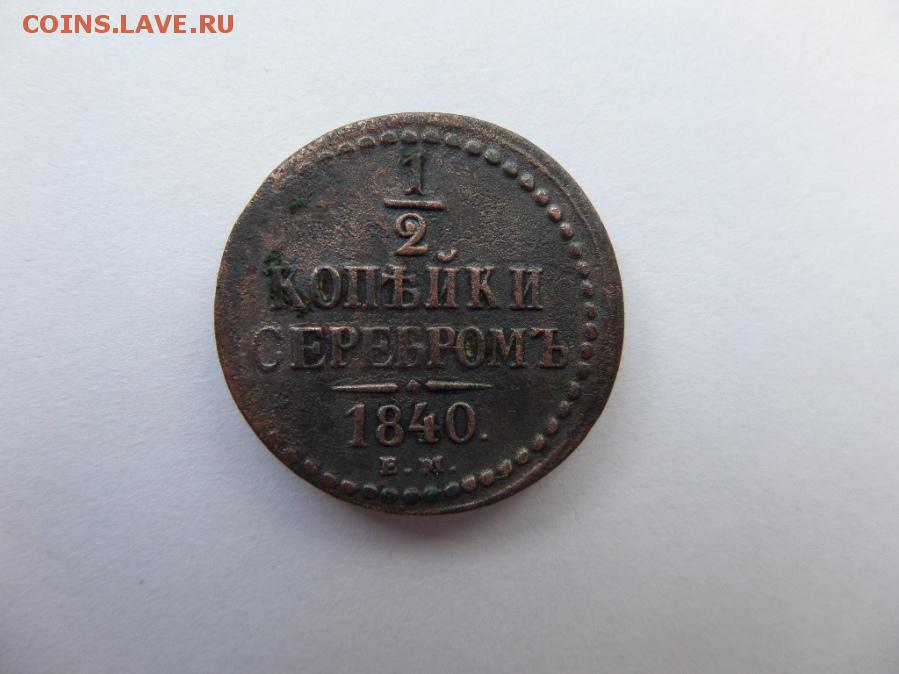 COINS.LAVE.RU
1
2
КОПѢЙКИ
СЕРЕБРОМЪ
1840.
Е.М.